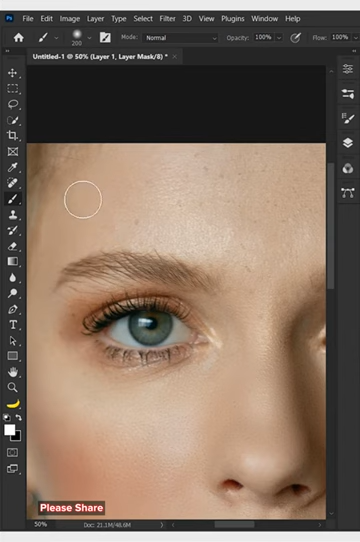 Ps File Edit Image Layer Type Select Filter 3D View Plugins Window Help
200 Mode: Normal Opacity: 100% Flow: 100%
Untitled-1 @ 50% (Layer 1, Layer Mask/8) * ×
T
Please Share
50% Doc: 21.1M/48.6M